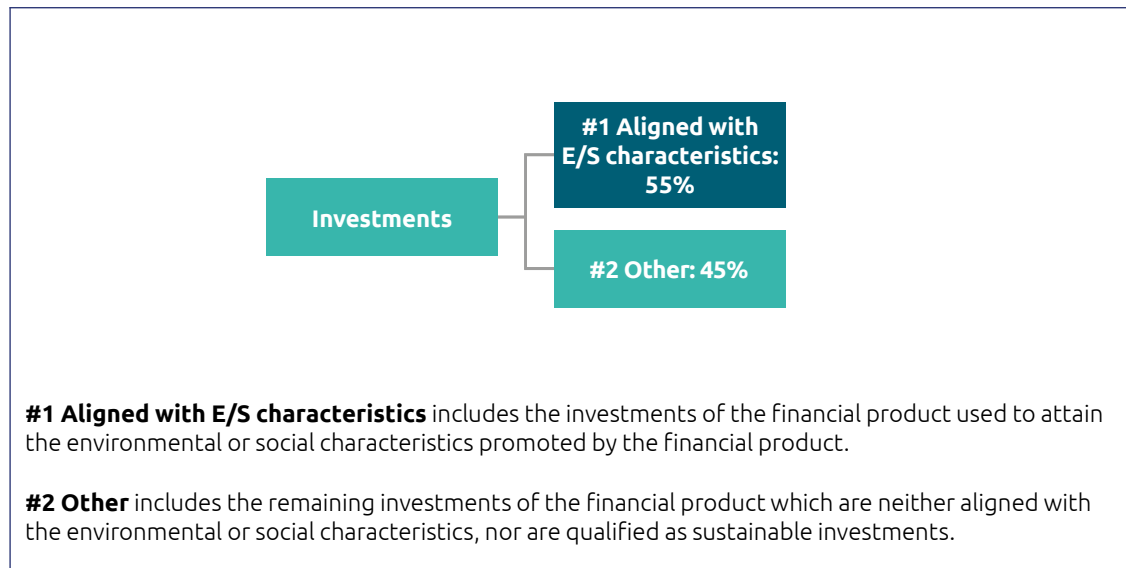 #1 Aligned with
E/S characteristics:
55%
Investments
#2 Other: 45%
#1 Aligned with E/S characteristics includes the investments of the financial product used to attain
the environmental or social characteristics promoted by the financial product.
#2 Other includes the remaining investments of the financial product which are neither aligned with
the environmental or social characteristics, nor are qualified as sustainable investments.